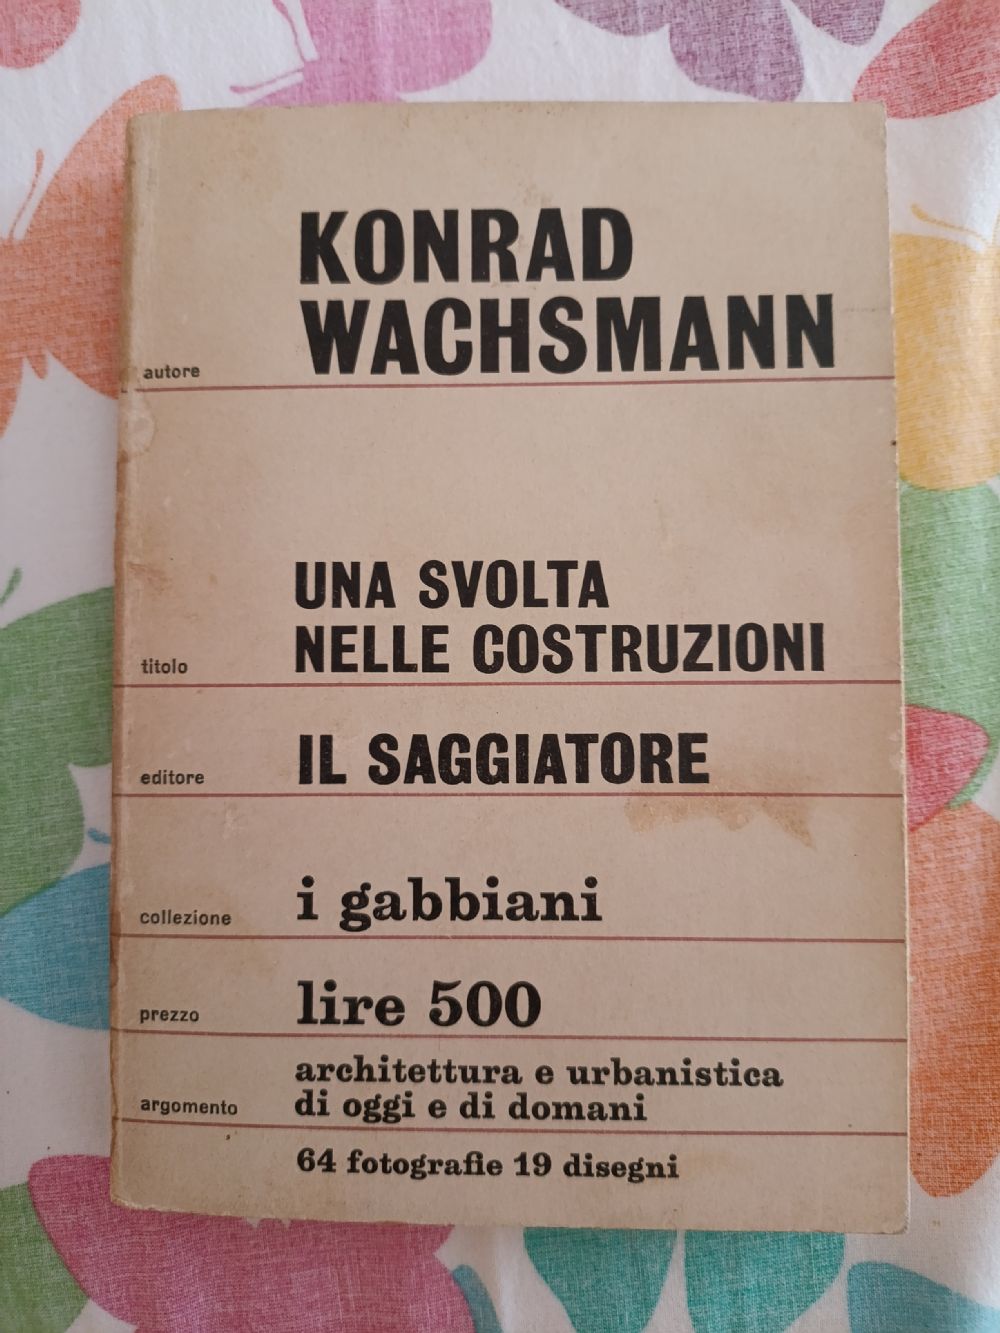 KONRAD
WACHSMANN
autore
UNA SVOLTA
NELLE COSTRUZIONI
titolo
IL SAGGIATORE
editore
i gabbiani
collezione
lire 500
prezzo
architettura e urbanistica
di oggi e di domani
argomento
64 fotografie 19 disegni